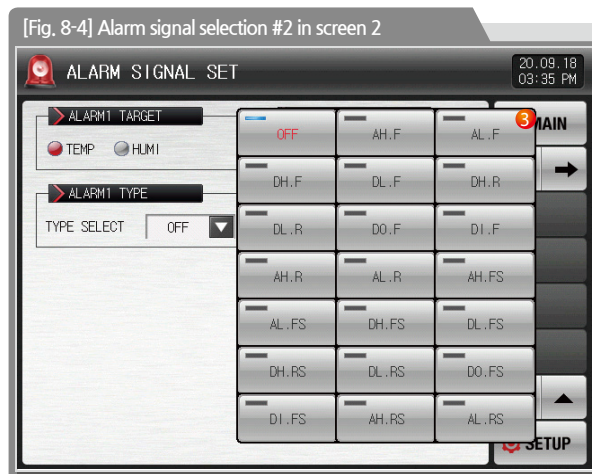 [Fig. 8-4] Alarm signal selection #2 in screen 2
ALARM SIGNAL SET
20.09.18
03:35 PM
ALARM1 TARGET
TEMP HUMI
ALARM1 TYPE
TYPE SELECT OFF
OFF AH.F AL.F
3
DH.F DL.F DH.R
DL.R DO.F DI.F
AH.R AL.R AH.FS
AL.FS DH.FS DL.FS
DH.RS DL.RS DO.FS
DI.FS AH.RS AL.RS
MAIN
SETUP